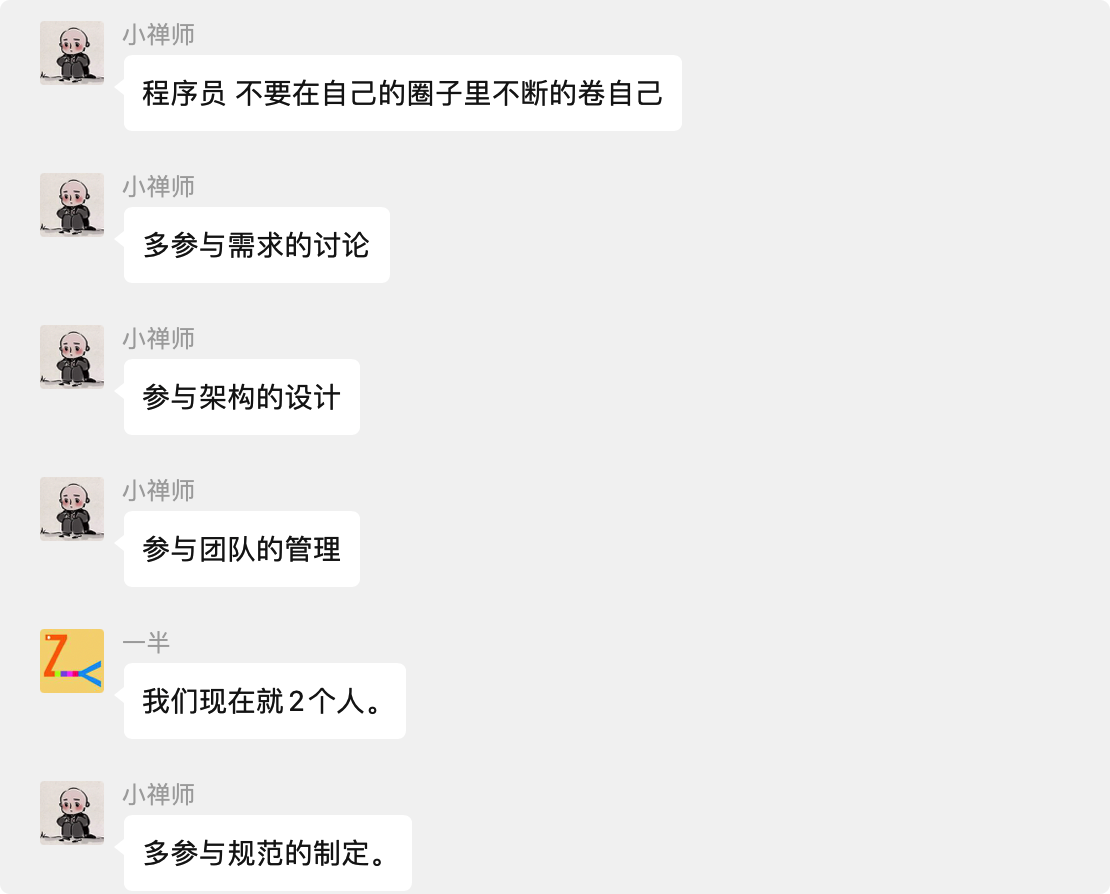 小禅师
程序员 不要在自己的圈子里不断的卷自己
小禅师
多参与需求的讨论
小禅师
参与架构的设计
小禅师
参与团队的管理
一半
我们现在就2个人。
小禅师
多参与规范的制定。